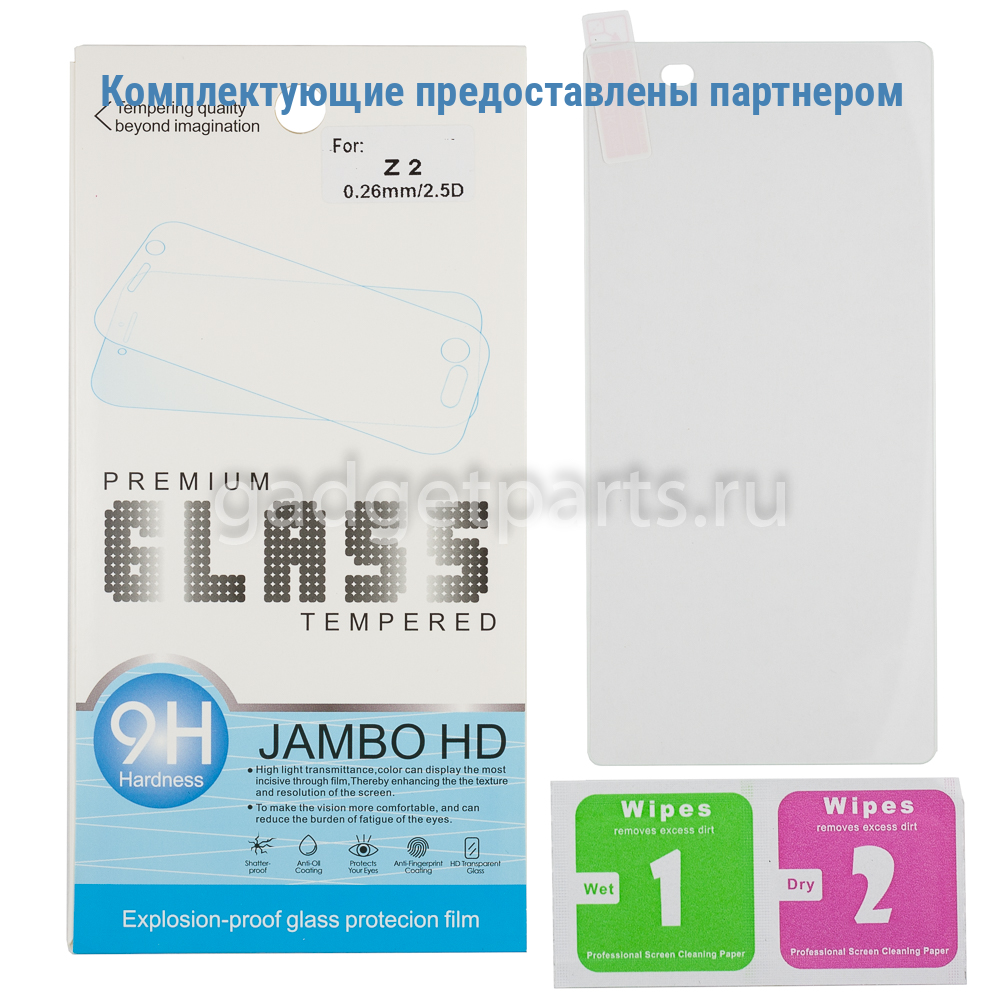 Комплектующие предоставлены партнером
Tempering quality
beyond imagination
For:
Z 2
0.26mm/2.5D
PREMIUM
GLASS
TEMPERED
gadgetparts.ru
9H
Hardness
JAMBO HD
• High light transmittance,color can display the most
incisive through film,Thereby enhancing the the texture
and resolution of the screen.
• To make the vision more comfortable, and can
reduce the burden of fatigue of the eyes.
Shatter-
proof
Anti-Oil
Coating
Protects
Your Eyes
Anti-Fingerprint
Coating
HD Transparent
Glass
Explosion-proof glass protecion film
Wipes
removes excess dirt
Wet
1
Professional Screen Cleaning Paper
Wipes
removes excess dirt
Dry
2
Professional Screen Cleaning Paper